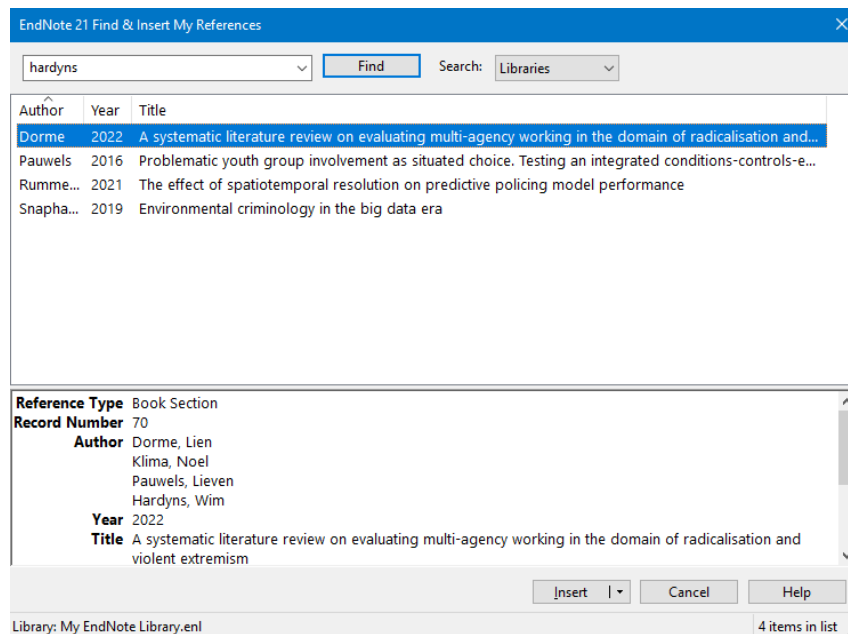 EndNote 21 Find & Insert My References
hardyns Find Search: Libraries
Author Year Title
Dorme 2022 A systematic literature review on evaluating multi-agency working in the domain of radicalisation and...
Pauwels 2016 Problematic youth group involvement as situated choice. Testing an integrated conditions-controls-e...
Rumme... 2021 The effect of spatiotemporal resolution on predictive policing model performance
Snapha... 2019 Environmental criminology in the big data era
Reference Type Book Section
Record Number 70
Author Dorme, Lien
Klima, Noel
Pauwels, Lieven
Hardyns, Wim
Year 2022
Title A systematic literature review on evaluating multi-agency working in the domain of radicalisation and
violent extremism
Insert Cancel Help
Library: My EndNote Library.enl 4 items in list